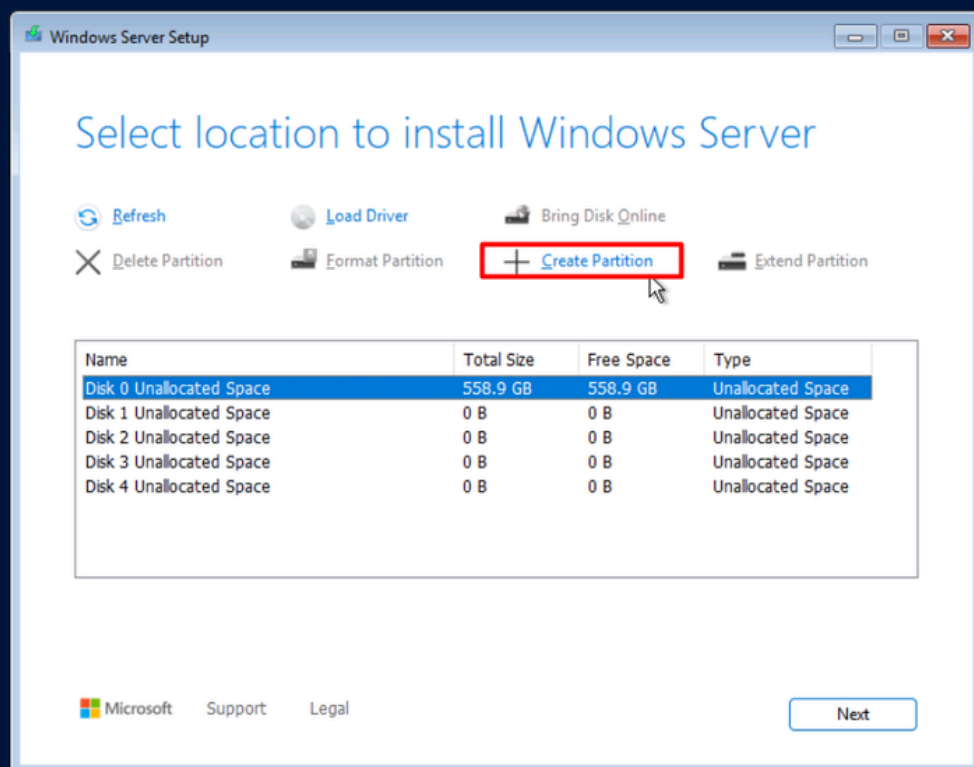 Windows Server Setup
Select location to install Windows Server
Refresh Load Driver Bring Disk Online
Delete Partition Format Partition Create Partition Extend Partition
Name Total Size Free Space Type
Disk 0 Unallocated Space 558.9 GB 558.9 GB Unallocated Space
Disk 1 Unallocated Space 0 B 0 B Unallocated Space
Disk 2 Unallocated Space 0 B 0 B Unallocated Space
Disk 3 Unallocated Space 0 B 0 B Unallocated Space
Disk 4 Unallocated Space 0 B 0 B Unallocated Space
Microsoft Support Legal Next